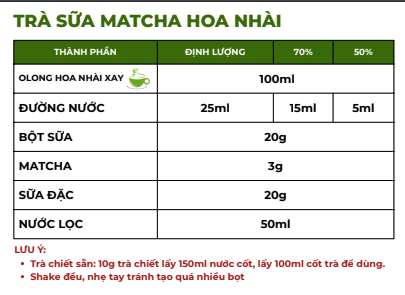 TRÀ SỮA MATCHA HOA NHÀI
THÀNH PHẦN ĐỊNH LƯỢNG 70% 50%
OLONG HOA NHÀI XAY 100ml
ĐƯỜNG NƯỚC 25ml 15ml 5ml
BỘT SỮA 20g
MATCHA 3g
SỮA ĐẶC 20g
NƯỚC LỌC 50ml
LƯU Ý:
• Trà chiết sẵn: 10g trà chiết lấy 150ml nước cốt, lấy 100ml cốt trà để dùng.
• Shake đều, nhẹ tay tránh tạo quá nhiều bọt